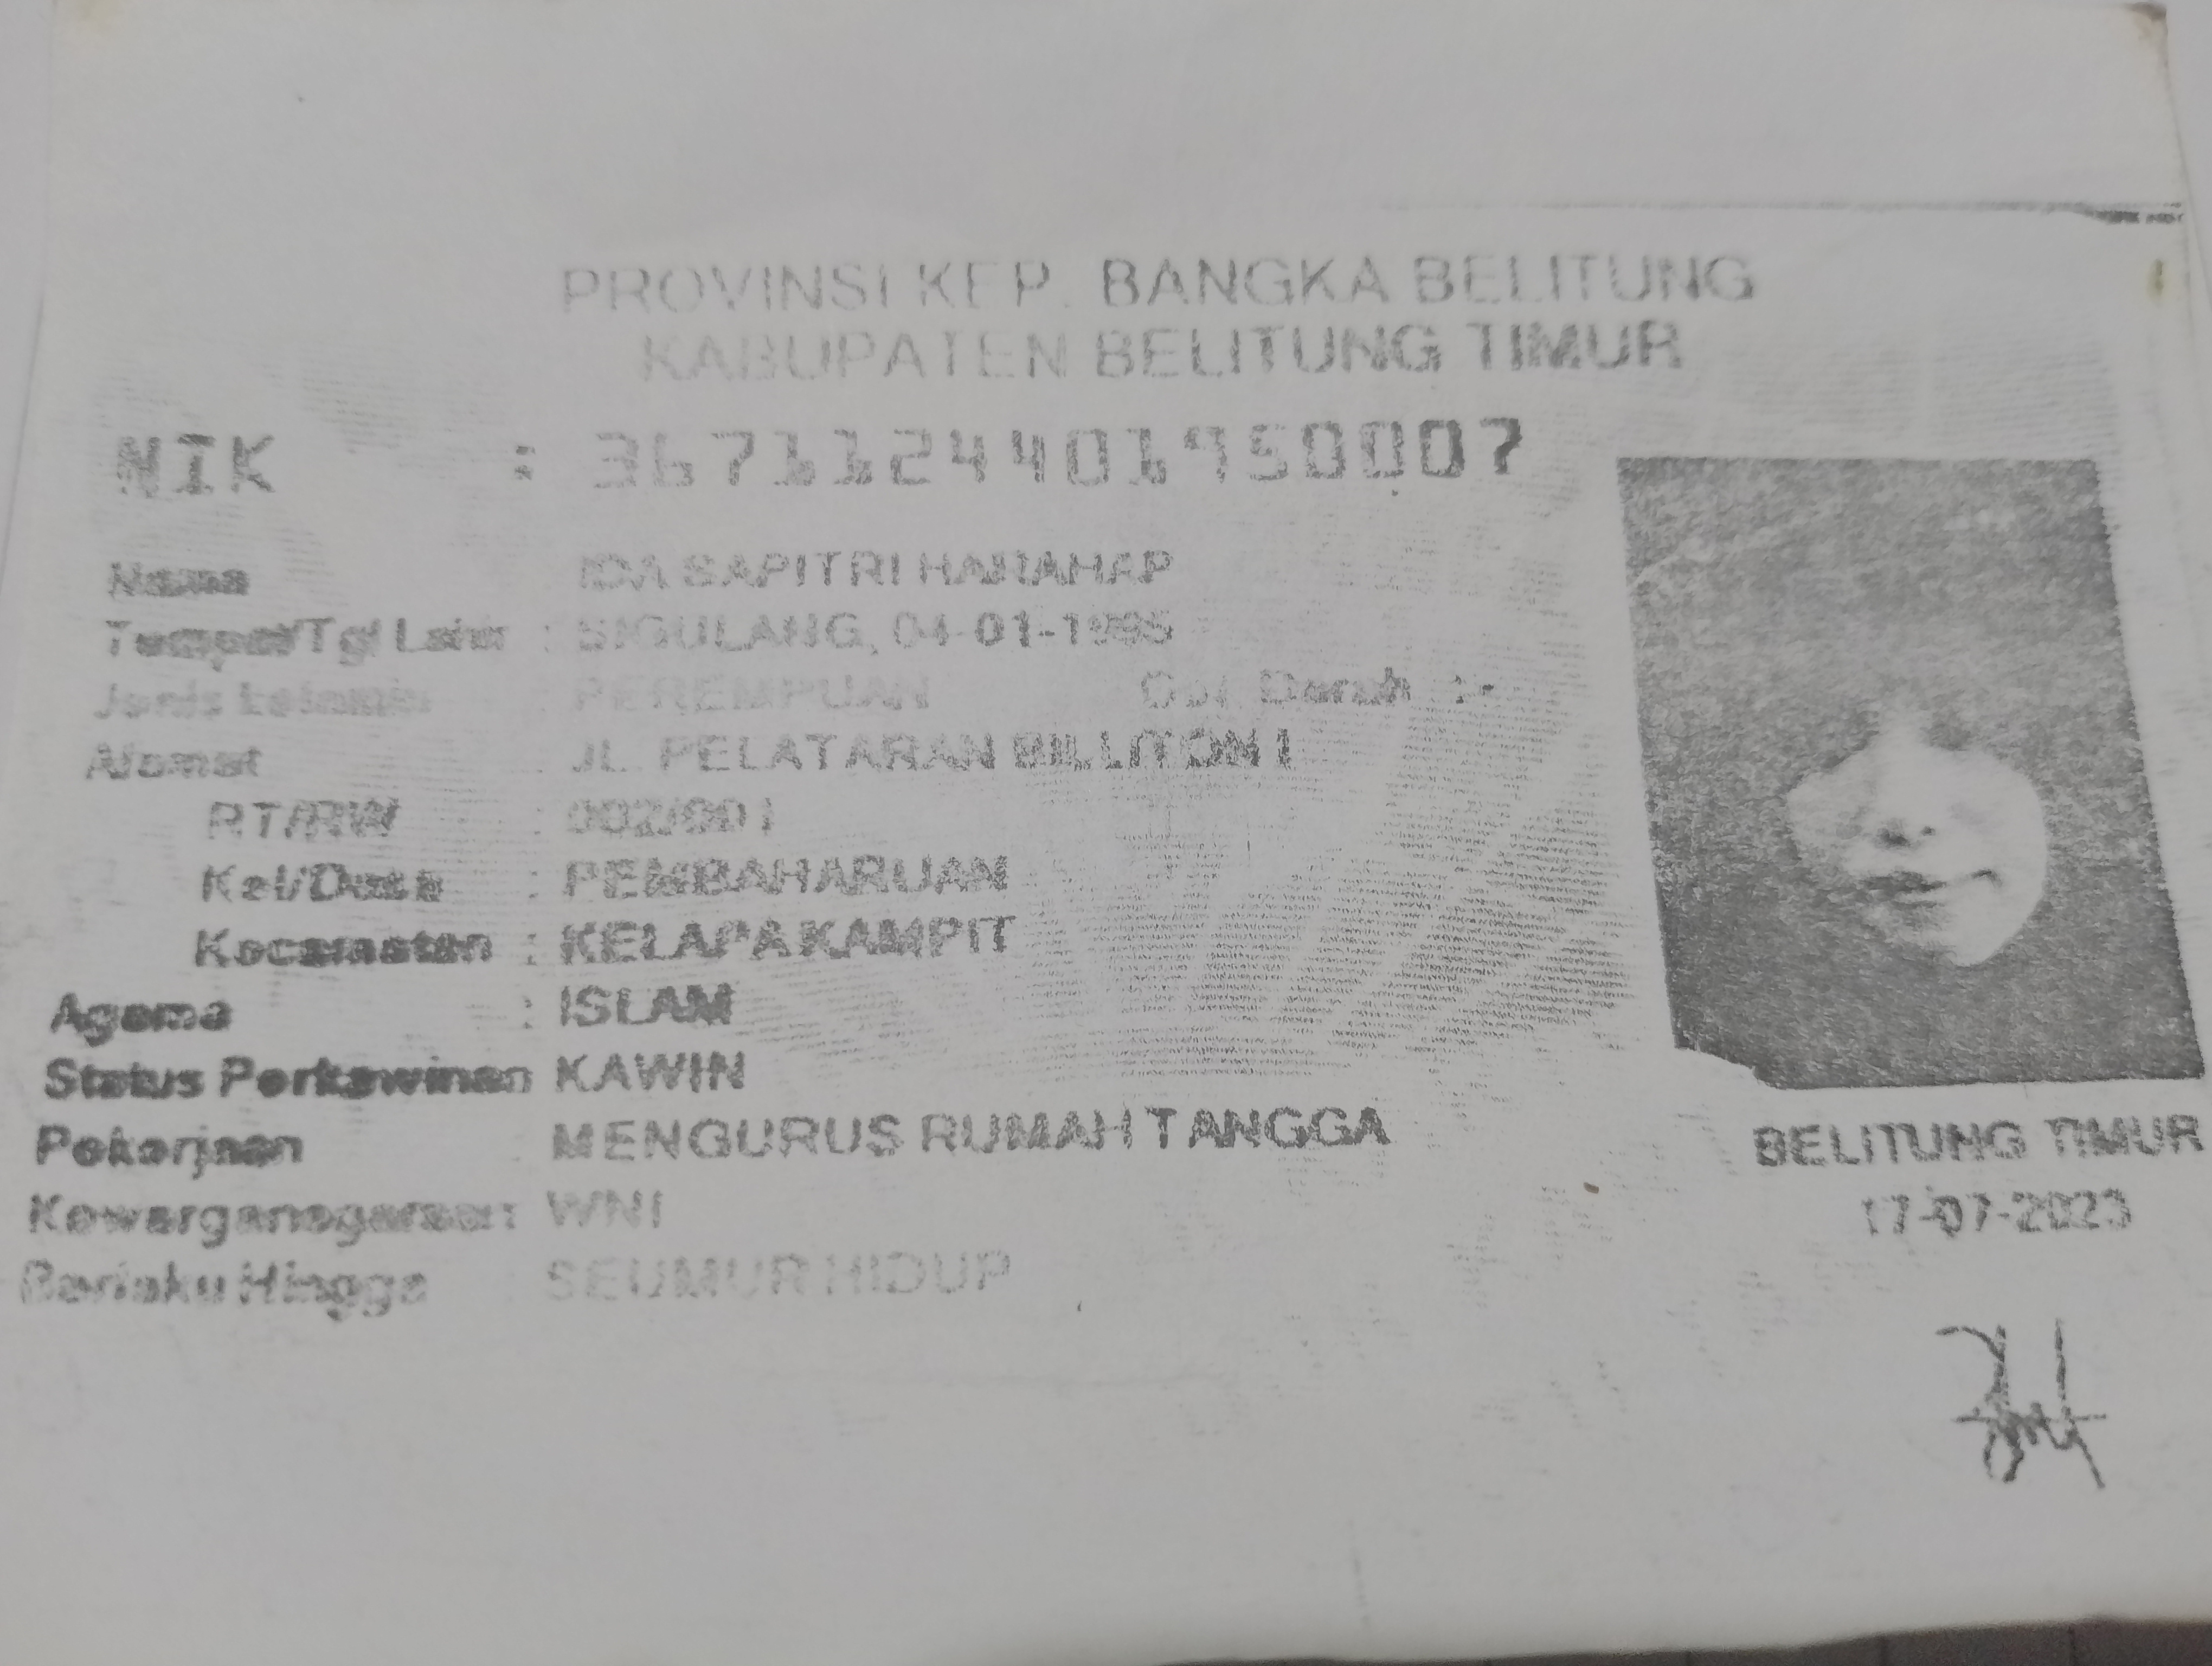 PROVINSI KEP. BANGKA BELITUNG
KABUPATEN BELITUNG TIMUR
NIK : 3671124401950007
Nama IDA SAPITRI HARAHAP
Tempat/Tgl Lahir : SIGULANG, 04-01-1995
Jenis Kelamin : PEREMPUAN Gol. Darah : -
Alamat JL. PELATARAN BILLITON I
RT/RW : 002/001
Kel/Desa : PEMBAHARUAN
Kecamatan : KELAPA KAMPIT
Agama : ISLAM
Status Perkawinan KAWIN
Pekerjaan MENGURUS RUMAH TANGGA
Kewarganegaraan : WNI
Berlaku Hingga SEUMUR HIDUP
BELITUNG TIMUR
17-07-2023